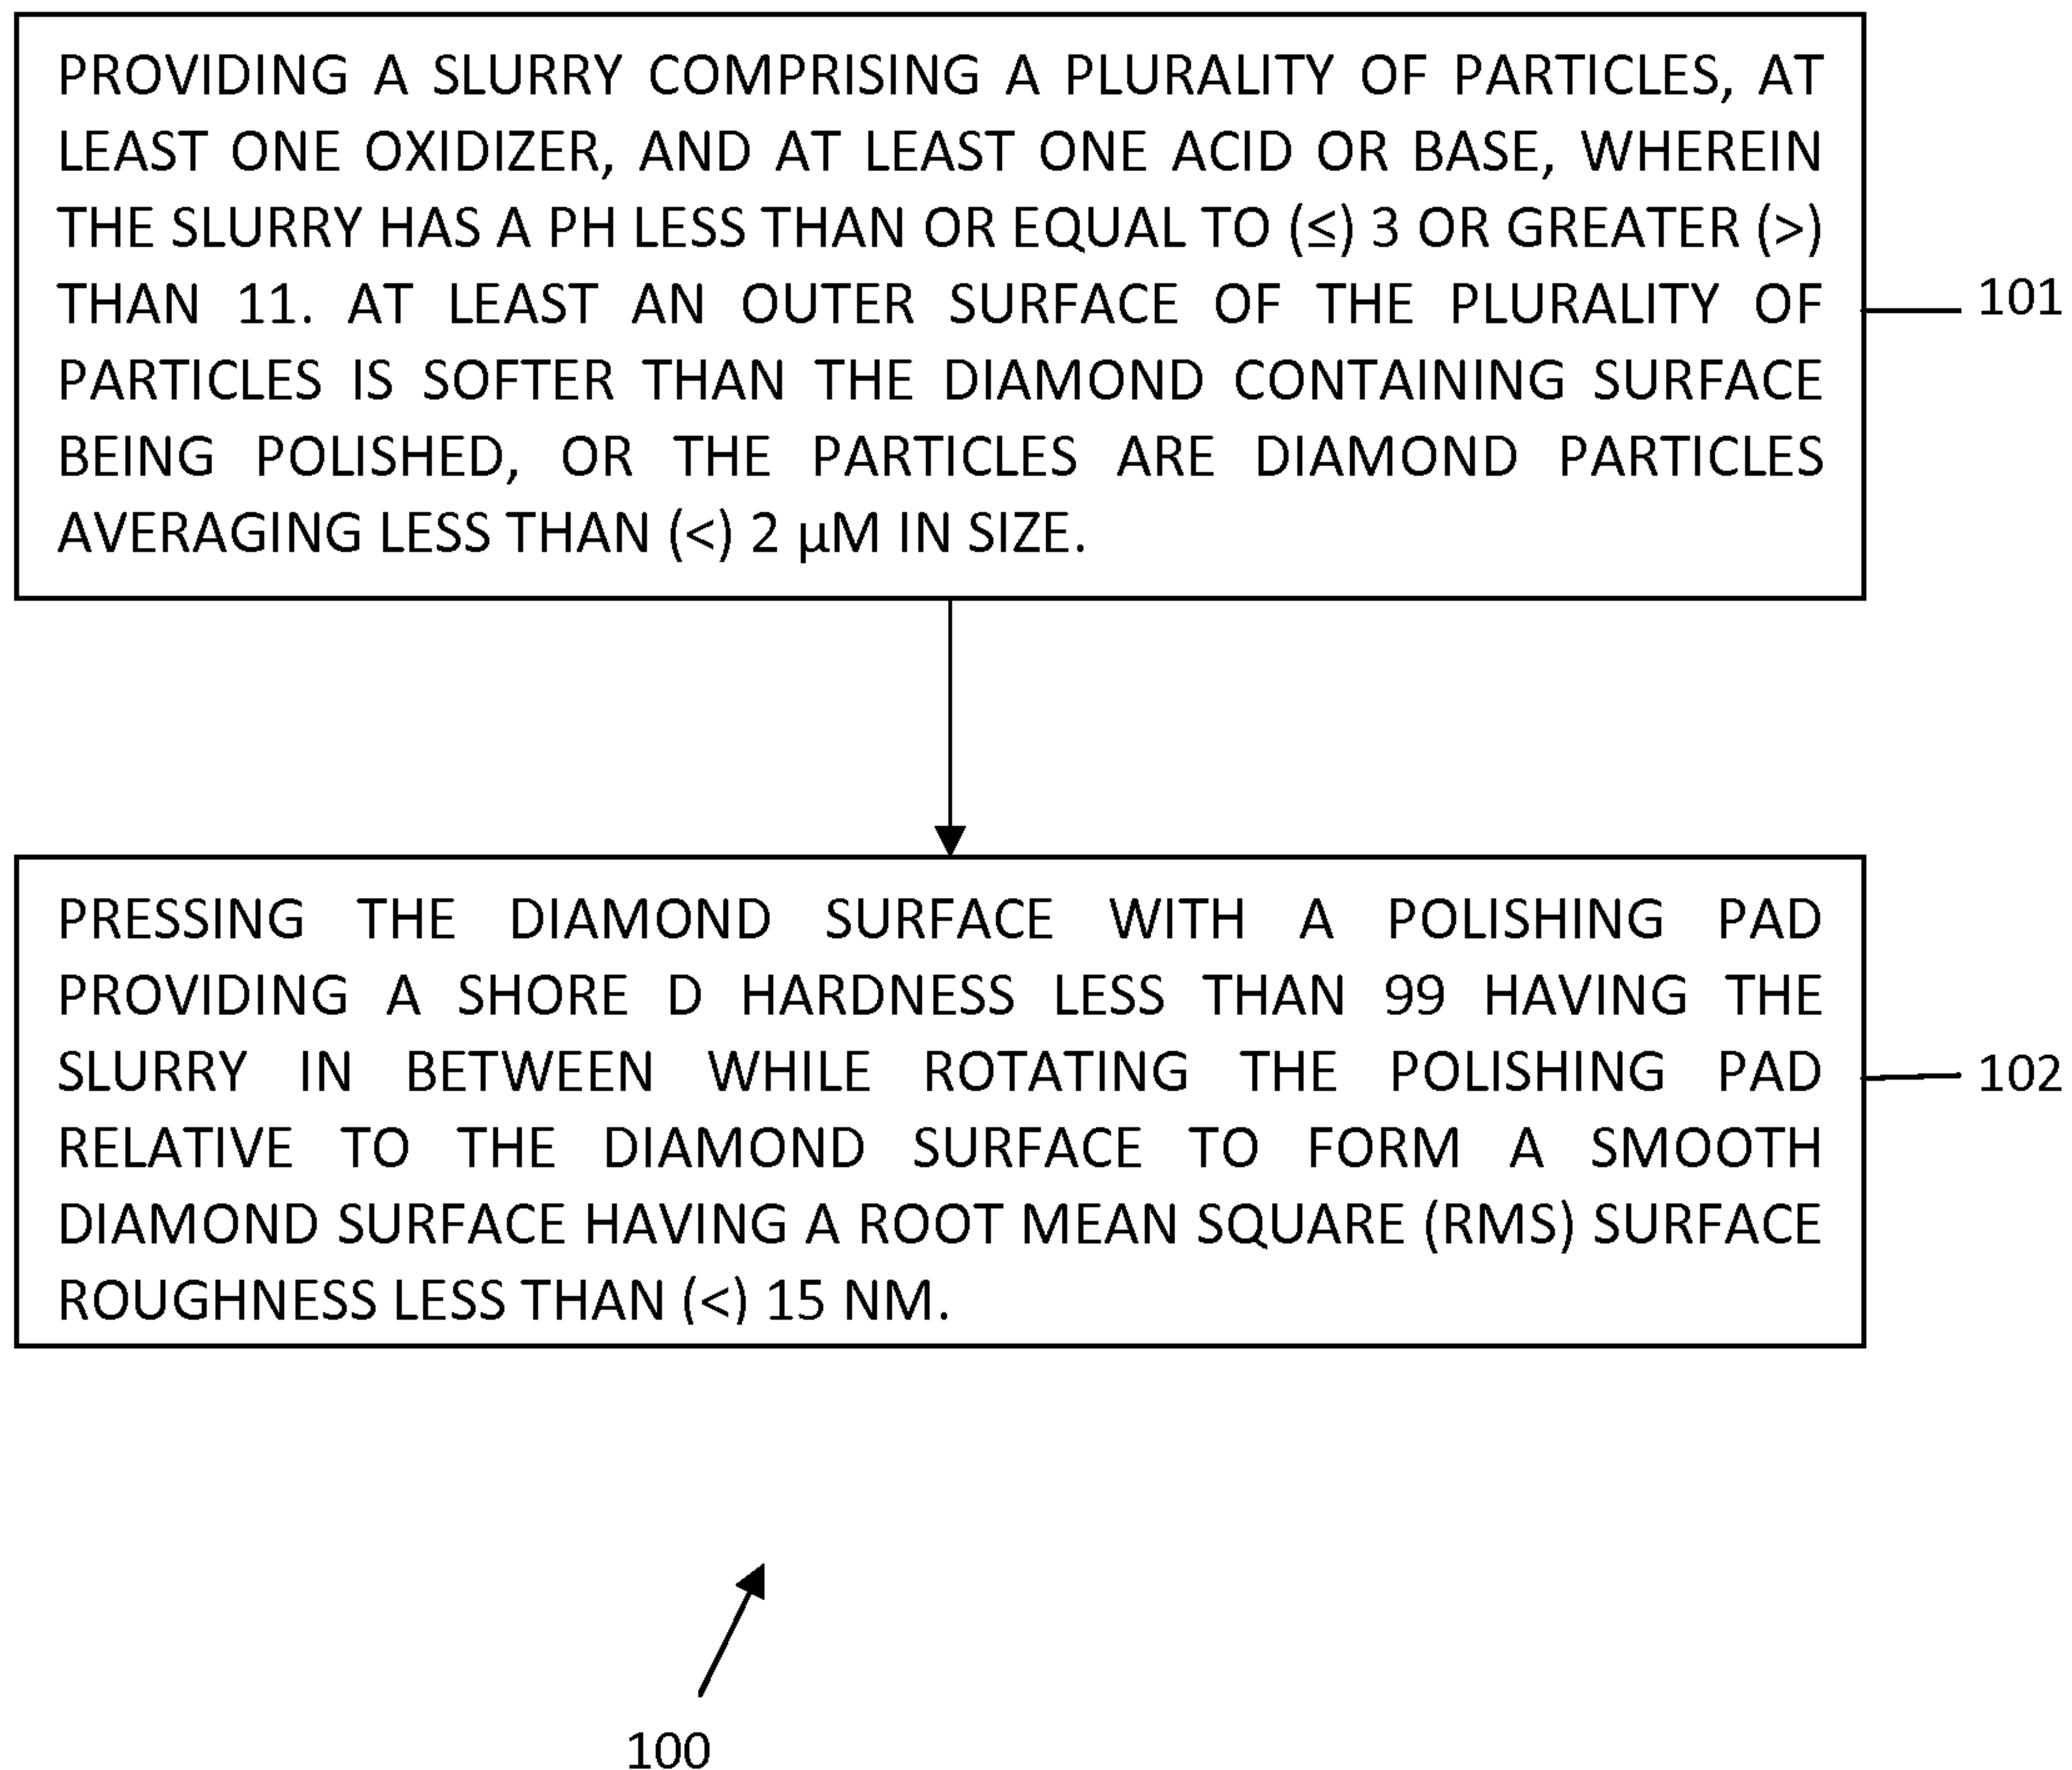 PROVIDING A SLURRY COMPRISING A PLURALITY OF PARTICLES, AT
LEAST ONE OXIDIZER, AND AT LEAST ONE ACID OR BASE, WHEREIN
THE SLURRY HAS A PH LESS THAN OR EQUAL TO (≤) 3 OR GREATER (>)
THAN 11. AT LEAST AN OUTER SURFACE OF THE PLURALITY OF
PARTICLES IS SOFTER THAN THE DIAMOND CONTAINING SURFACE
BEING POLISHED, OR THE PARTICLES ARE DIAMOND PARTICLES
AVERAGING LESS THAN (<) 2 µM IN SIZE.
101
PRESSING THE DIAMOND SURFACE WITH A POLISHING PAD
PROVIDING A SHORE D HARDNESS LESS THAN 99 HAVING THE
SLURRY IN BETWEEN WHILE ROTATING THE POLISHING PAD
RELATIVE TO THE DIAMOND SURFACE TO FORM A SMOOTH
DIAMOND SURFACE HAVING A ROOT MEAN SQUARE (RMS) SURFACE
ROUGHNESS LESS THAN (<) 15 NM.
102
100